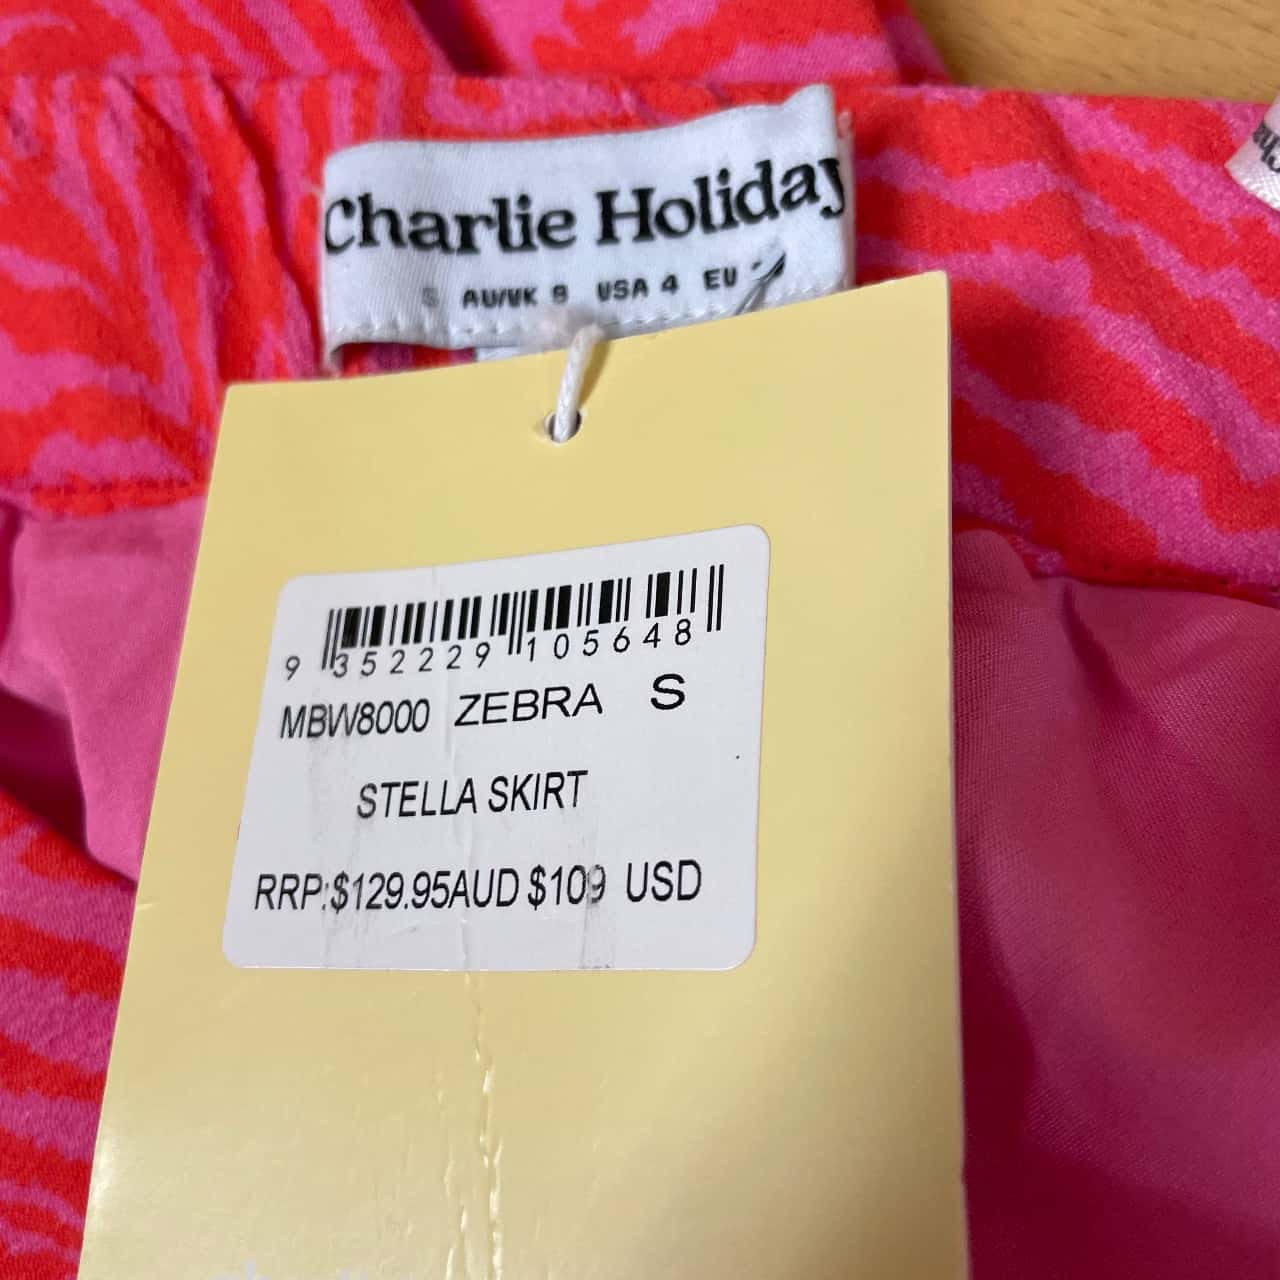 Charlie Holiday
S AU/UK 8 USA 4 EU
9 352229 105648
MBW8000 ZEBRA S
STELLA SKIRT
RRP:$129.95AUD $109 USD